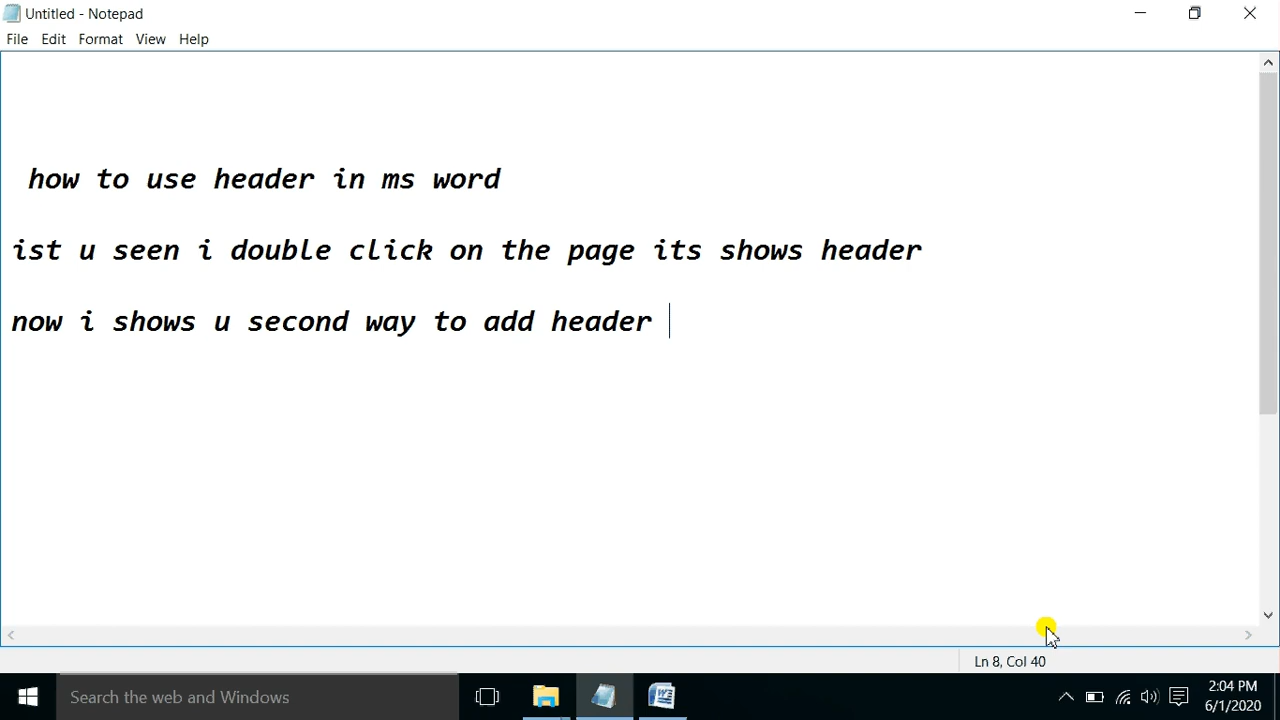 Untitled - Notepad
File Edit Format View Help
how to use header in ms word
ist u seen i double click on the page its shows header
now i shows u second way to add header
Ln 8, Col 40
Search the web and Windows
2:04 PM
6/1/2020